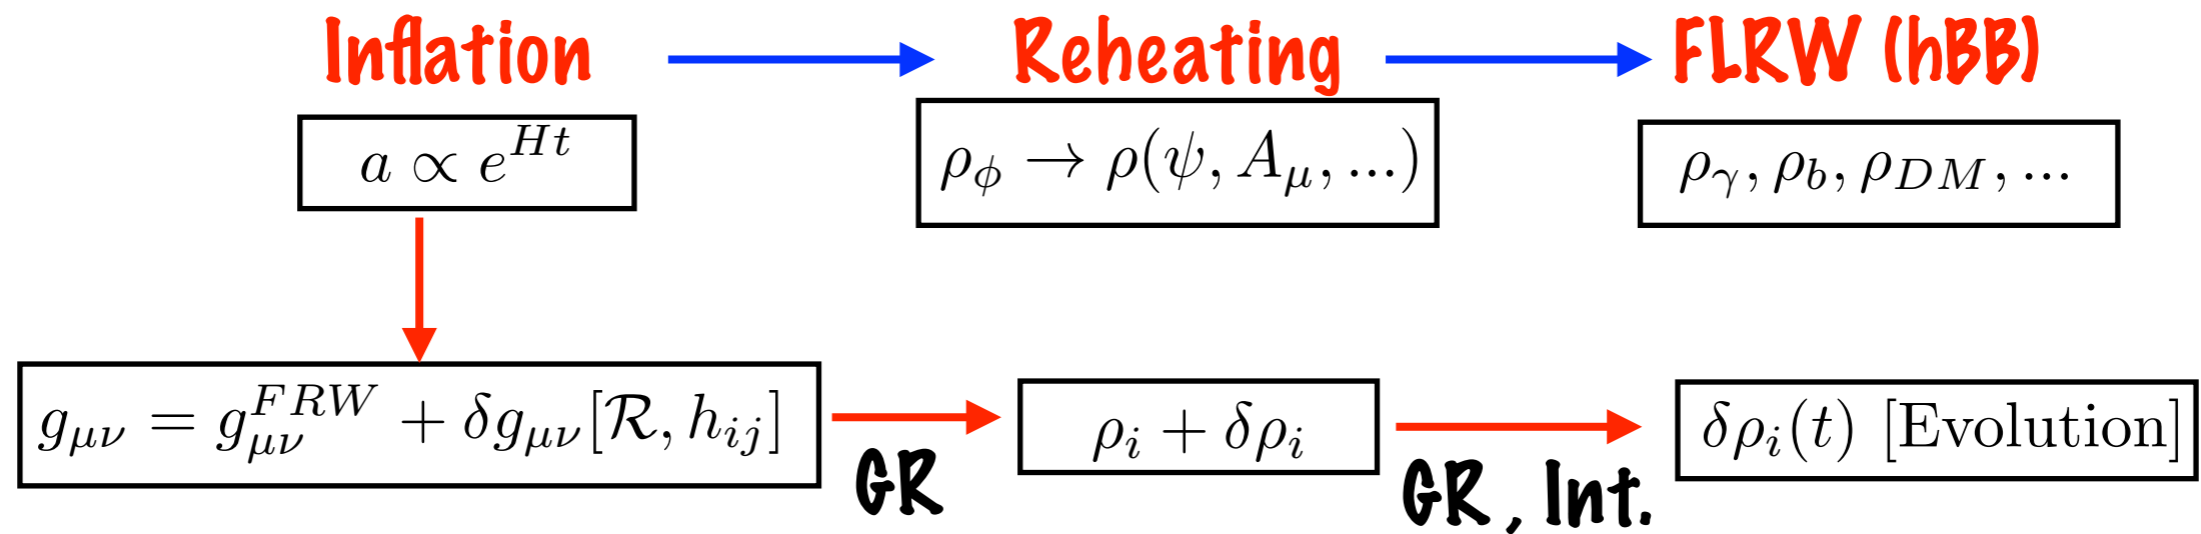 Inflation Reheating FLRW (hBB)
a ∝ e^{Ht} ρ_ϕ → ρ(ψ, A_μ, ...) ρ_γ, ρ_b, ρ_{DM}, ...
g_{μν} = g_{μν}^{FRW} + δg_{μν}[ℛ, h_{ij}] ρ_i + δρ_i δρ_i(t) [Evolution]
GR GR , Int.